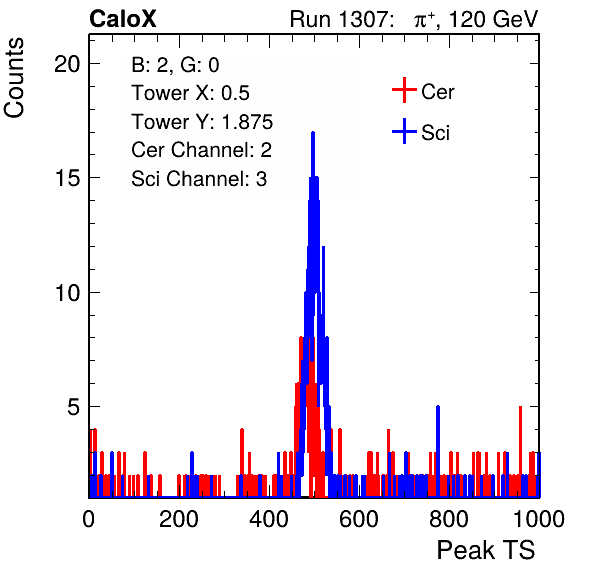 CaloX Run 1307: π⁺, 120 GeV
Counts
B: 2, G: 0
Tower X: 0.5
Tower Y: 1.875
Cer Channel: 2
Sci Channel: 3
Cer
Sci
20
15
10
5
0 200 400 600 800 1000
Peak TS